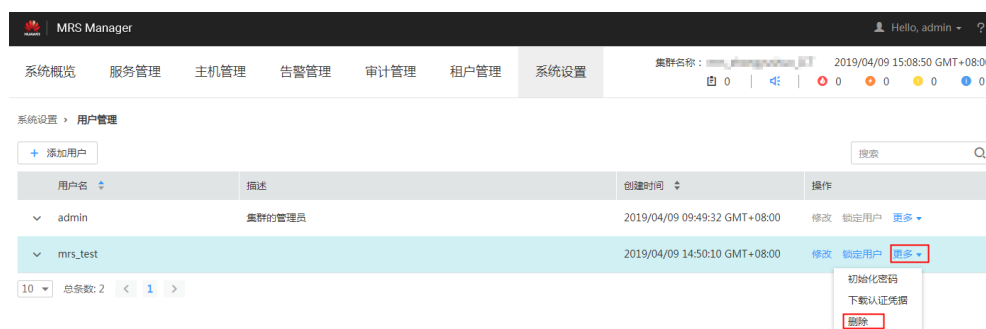 HUAWEI MRS Manager Hello, admin ?
系统概览 服务管理 主机管理 告警管理 审计管理 租户管理 系统设置 集群名称： 2019/04/09 15:08:50 GMT+08:00
0 0 0 0 0
系统设置 › 用户管理
+ 添加用户 搜索
用户名 描述 创建时间 操作
admin 集群的管理员 2019/04/09 09:49:32 GMT+08:00 修改 锁定用户 更多
mrs_test 2019/04/09 14:50:10 GMT+08:00 修改 锁定用户 更多
10 总条数: 2 < 1 >
初始化密码
下载认证凭据
删除